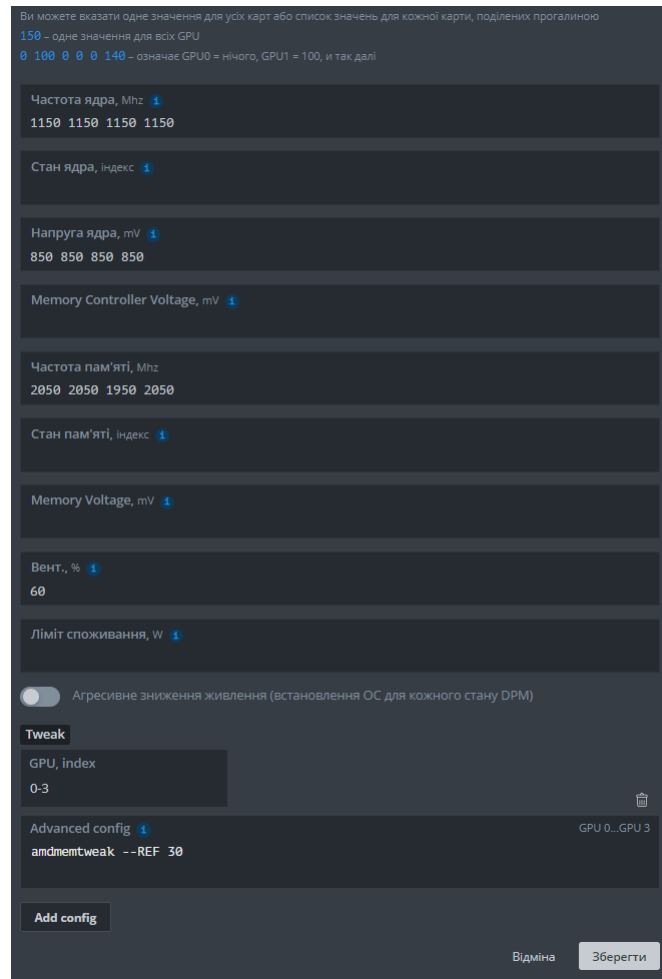 Ви можете вказати одне значення для усіх карт або список значень для кожної карти, поділених прогалиною
150 – одне значення для всіх GPU
0 100 0 0 0 140 – означає GPU0 = нічого, GPU1 = 100, и так далі
Частота ядра, Mhz i
1150 1150 1150 1150
Стан ядра, індекс i
Напруга ядра, mV i
850 850 850 850
Memory Controller Voltage, mV i
Частота пам'яті, Mhz
2050 2050 1950 2050
Стан пам'яті, індекс i
Memory Voltage, mV i
Вент., % i
60
Ліміт споживання, W i
Агресивне зниження живлення (встановлення ОС для кожного стану DPM)
Tweak
GPU, index
0-3
Advanced config i GPU 0...GPU 3
amdmemtweak --REF 30
Add config
Відміна Зберегти